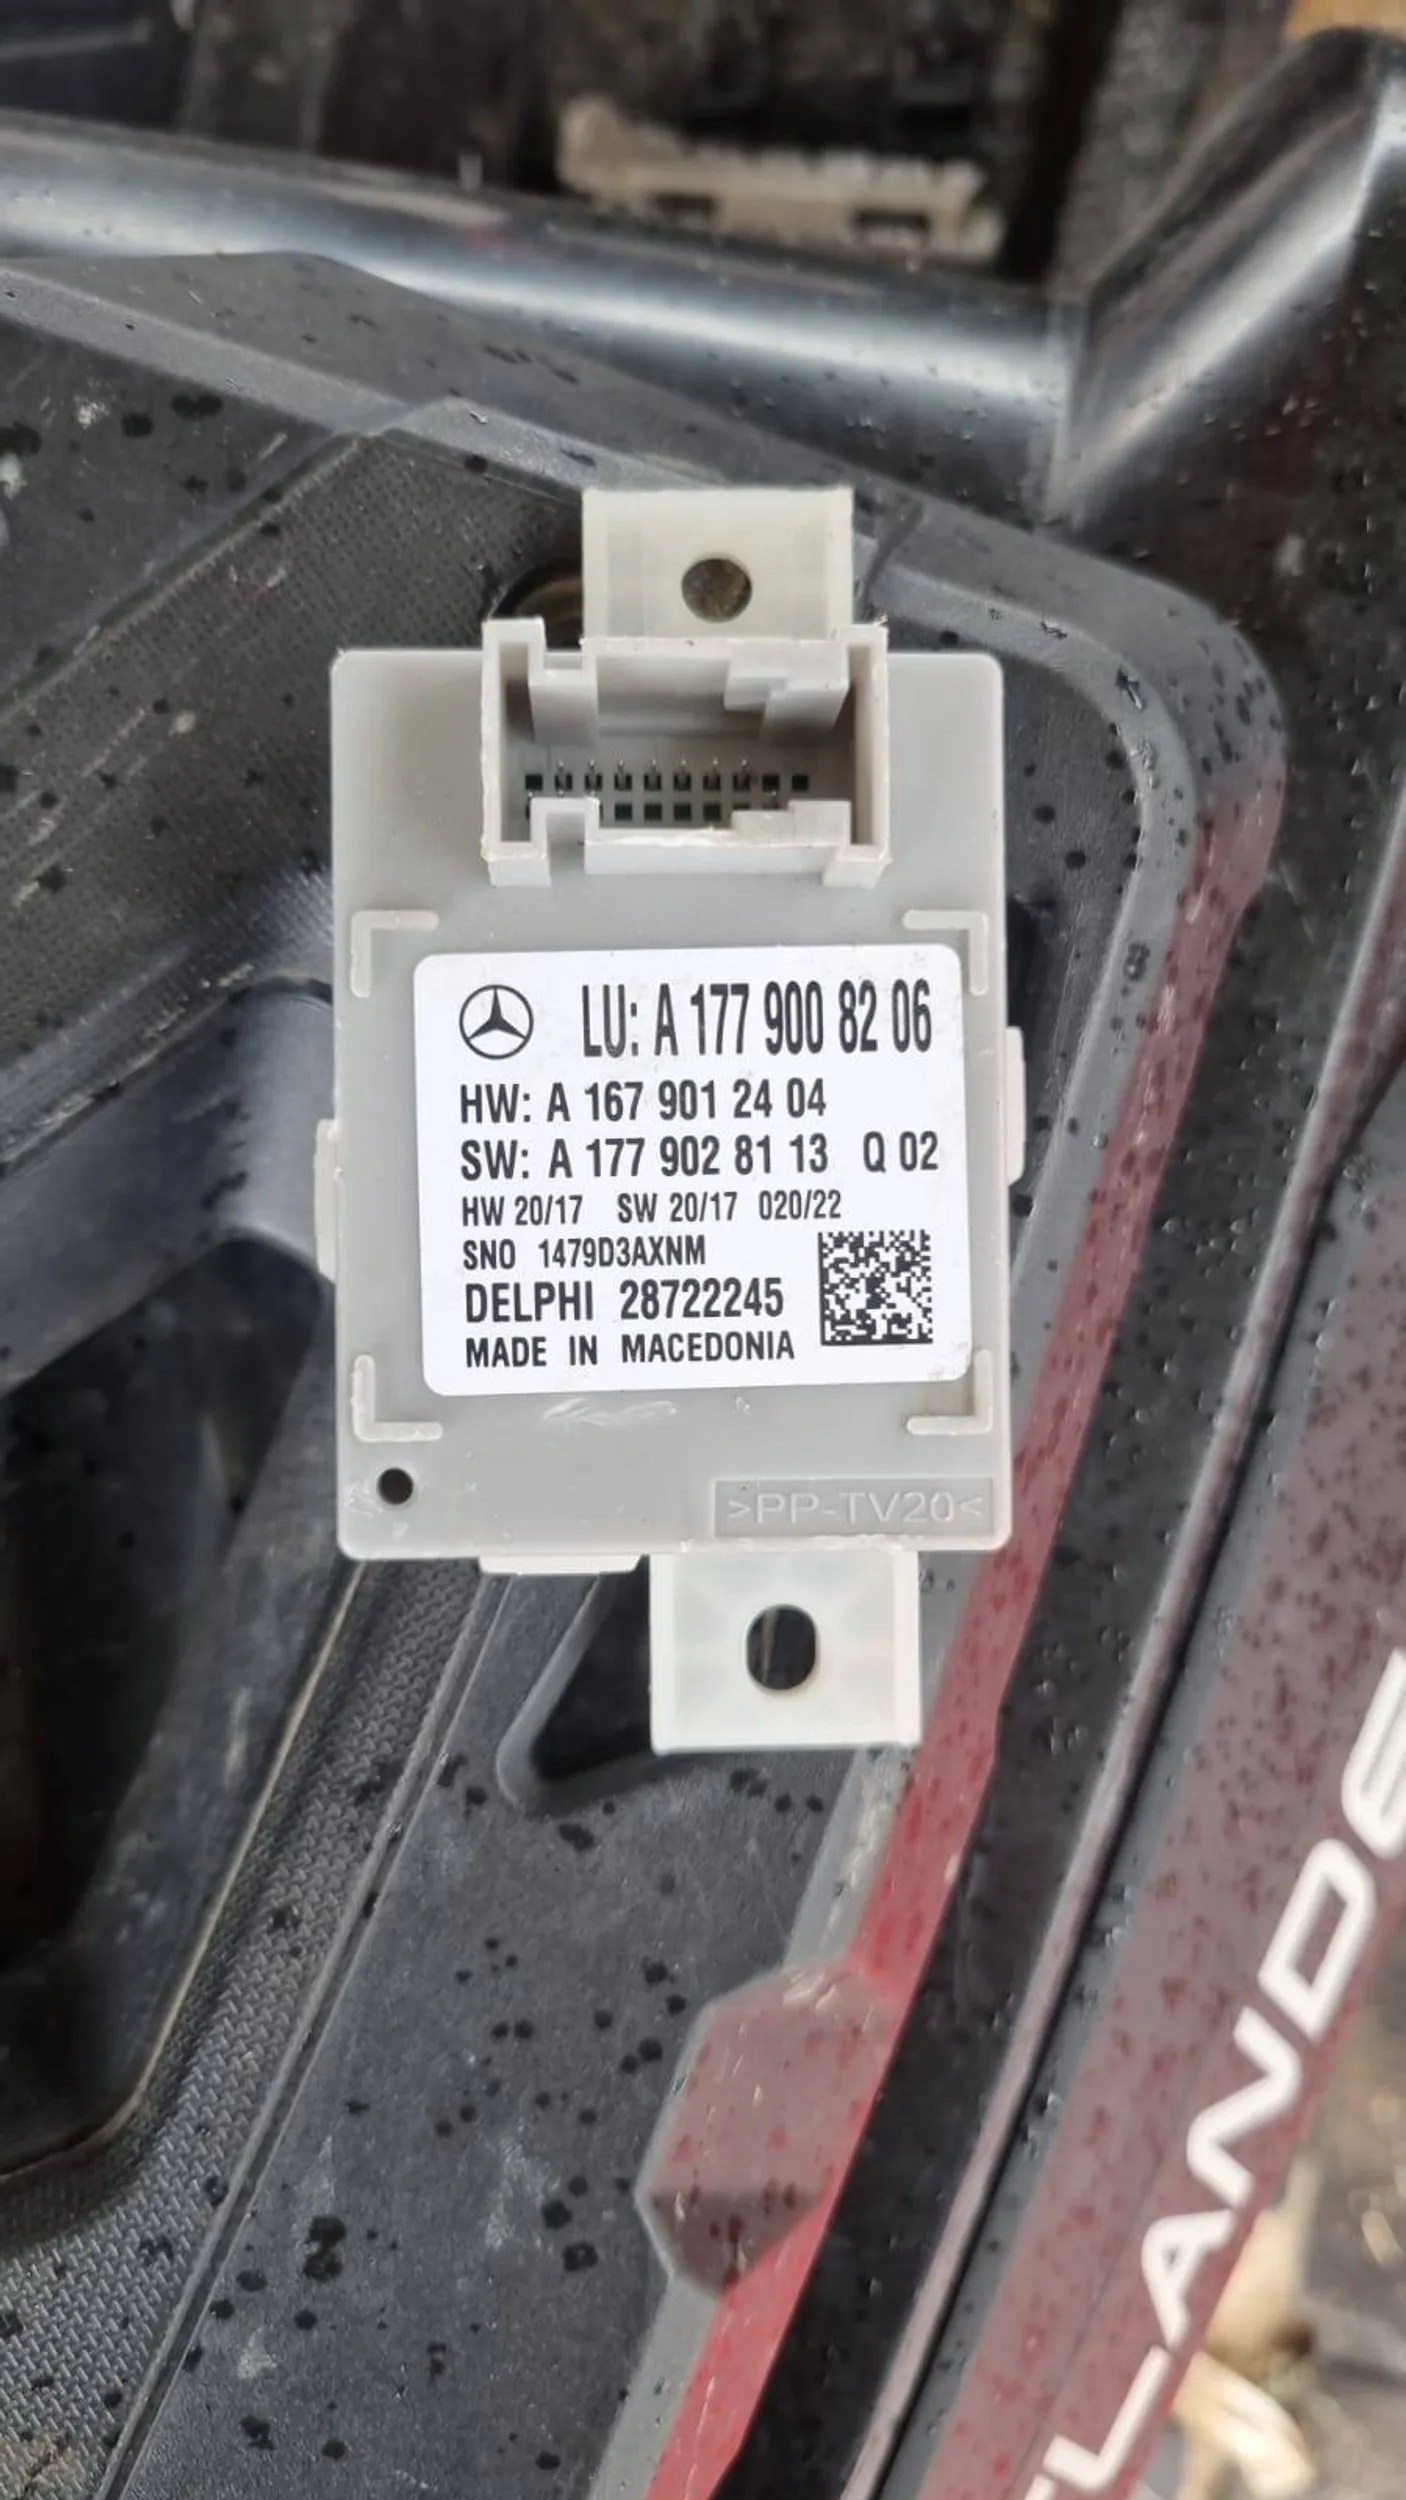 LU: A 177 900 82 06
HW: A 167 901 24 04
SW: A 177 902 81 13 Q 02
HW 20/17 SW 20/17 020/22
SNO 1479D3AXNM
DELPHI 28722245
MADE IN MACEDONIA
>PP-TV20<